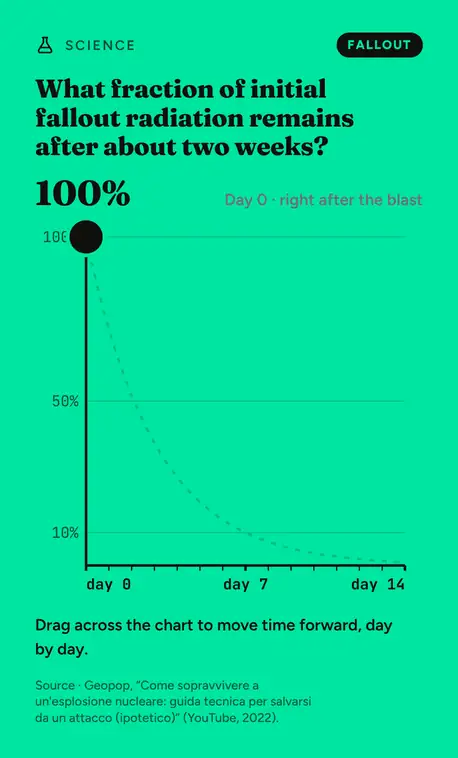 SCIENCE
FALLOUT
What fraction of initial
fallout radiation remains
after about two weeks?
100%
Day 0 · right after the blast
100
50%
10%
day 0
day 7
day 14
Drag across the chart to move time forward, day
by day.
Source · Geopop, “Come sopravvivere a
un'esplosione nucleare: guida tecnica per salvarsi
da un attacco (ipotetico)” (YouTube, 2022).